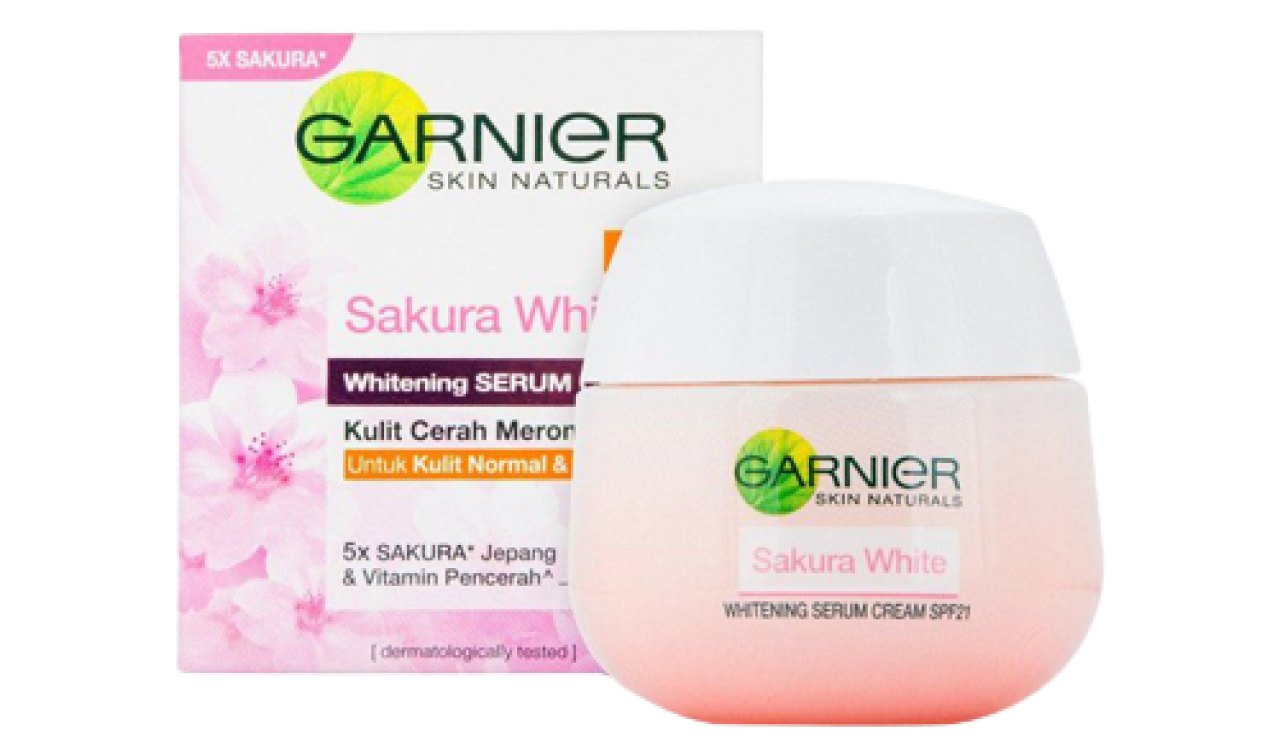 5X SAKURA*
GARNIER
SKIN NATURALS
Sakura Whi
Whitening SERUM
Kulit Cerah Meron
Untuk Kulit Normal &
5x SAKURA* Jepang
& Vitamin Pencerah^
[ dermatologically tested ]
GARNIER
SKIN NATURALS
Sakura White
WHITENING SERUM CREAM SPF21